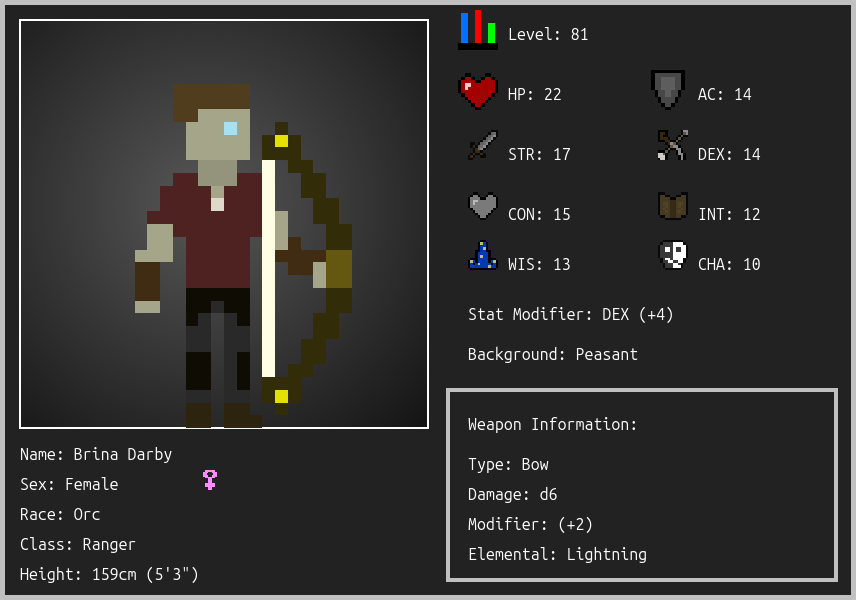 Level: 81
HP: 22
AC: 14
STR: 17
DEX: 14
CON: 15
INT: 12
WIS: 13
CHA: 10
Stat Modifier: DEX (+4)
Background: Peasant
Name: Brina Darby
Sex: Female
Race: Orc
Class: Ranger
Height: 159cm (5'3")
Weapon Information:
Type: Bow
Damage: d6
Modifier: (+2)
Elemental: Lightning